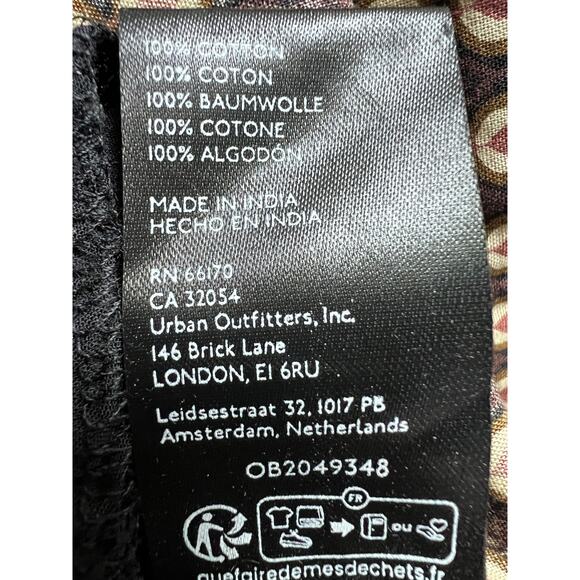 100% COTTON
100% COTON
100% BAUMWOLLE
100% COTONE
100% ALGODÓN
MADE IN INDIA
HECHO EN INDIA
RN 66170
CA 32054
Urban Outfitters, Inc.
146 Brick Lane
LONDON, E1 6RU
Leidsestraat 32, 1017 PB
Amsterdam, Netherlands
OB2049348
FR
ou
quefairedemesdechets.fr